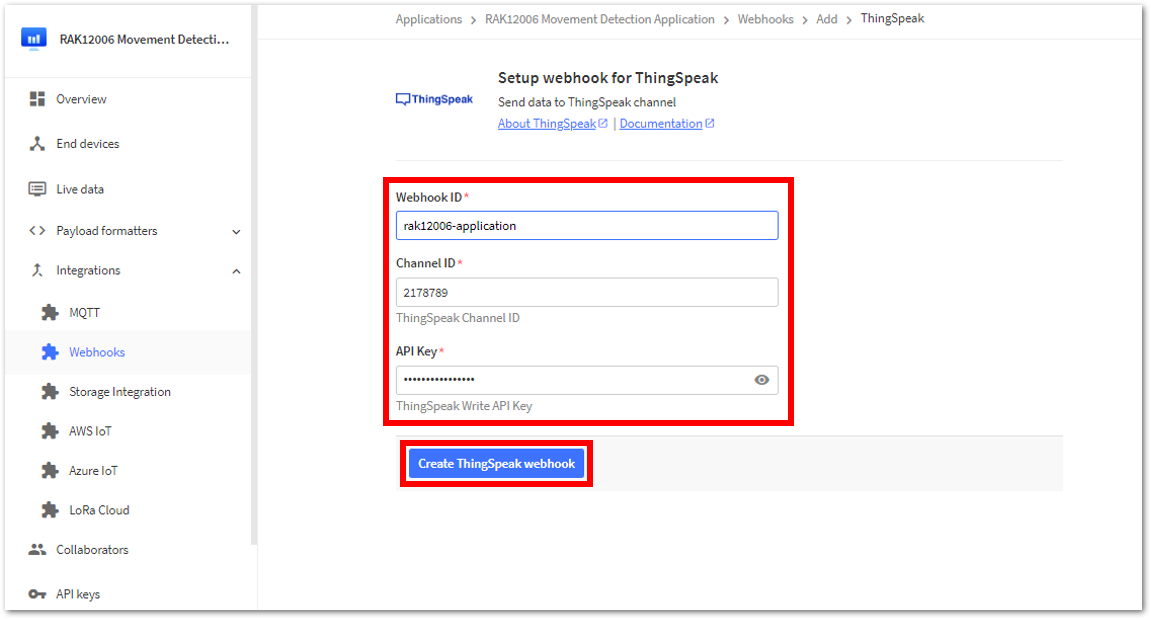 RAK12006 Movement Detecti...
Overview
End devices
Live data
Payload formatters
Integrations
MQTT
Webhooks
Storage Integration
AWS IoT
Azure IoT
LoRa Cloud
Collaborators
API keys
Applications > RAK12006 Movement Detection Application > Webhooks > Add > ThingSpeak
ThingSpeak
Setup webhook for ThingSpeak
Send data to ThingSpeak channel
About ThingSpeak | Documentation
Webhook ID*
rak12006-application
Channel ID*
2178789
ThingSpeak Channel ID
API Key*
••••••••••••••••
ThingSpeak Write API Key
Create ThingSpeak webhook